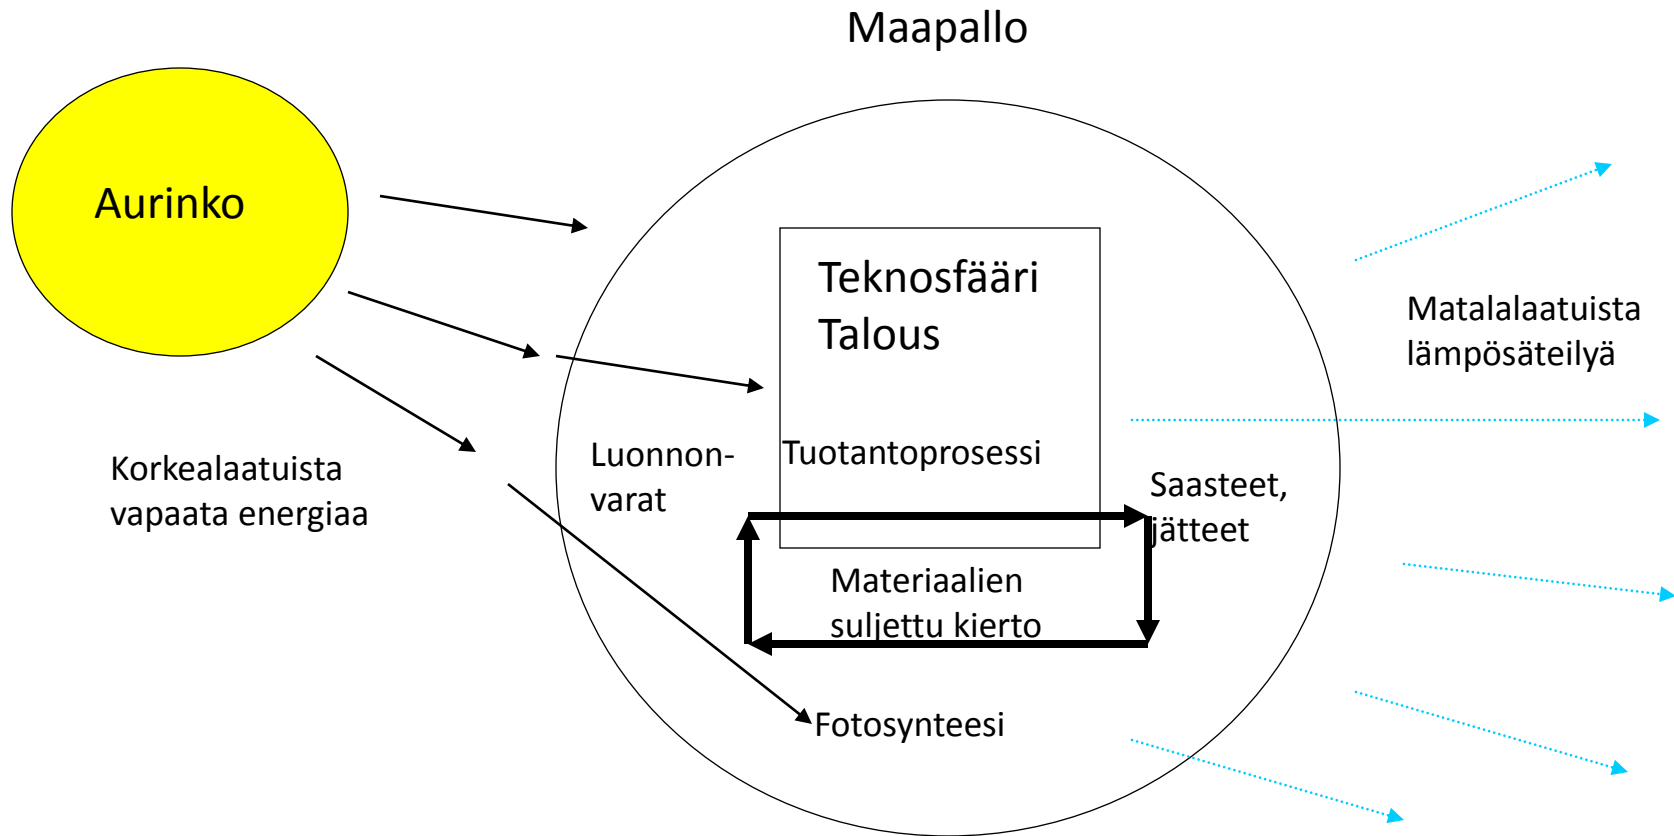 Maapallo
Aurinko
Teknosfääri
Talous
Matalalaatuista
lämpösäteilyä
Korkealaatuista
vapaata energiaa
Luonnon-
varat
Tuotantoprosessi
Saasteet,
jätteet
Materiaalien
suljettu kierto
Fotosynteesi